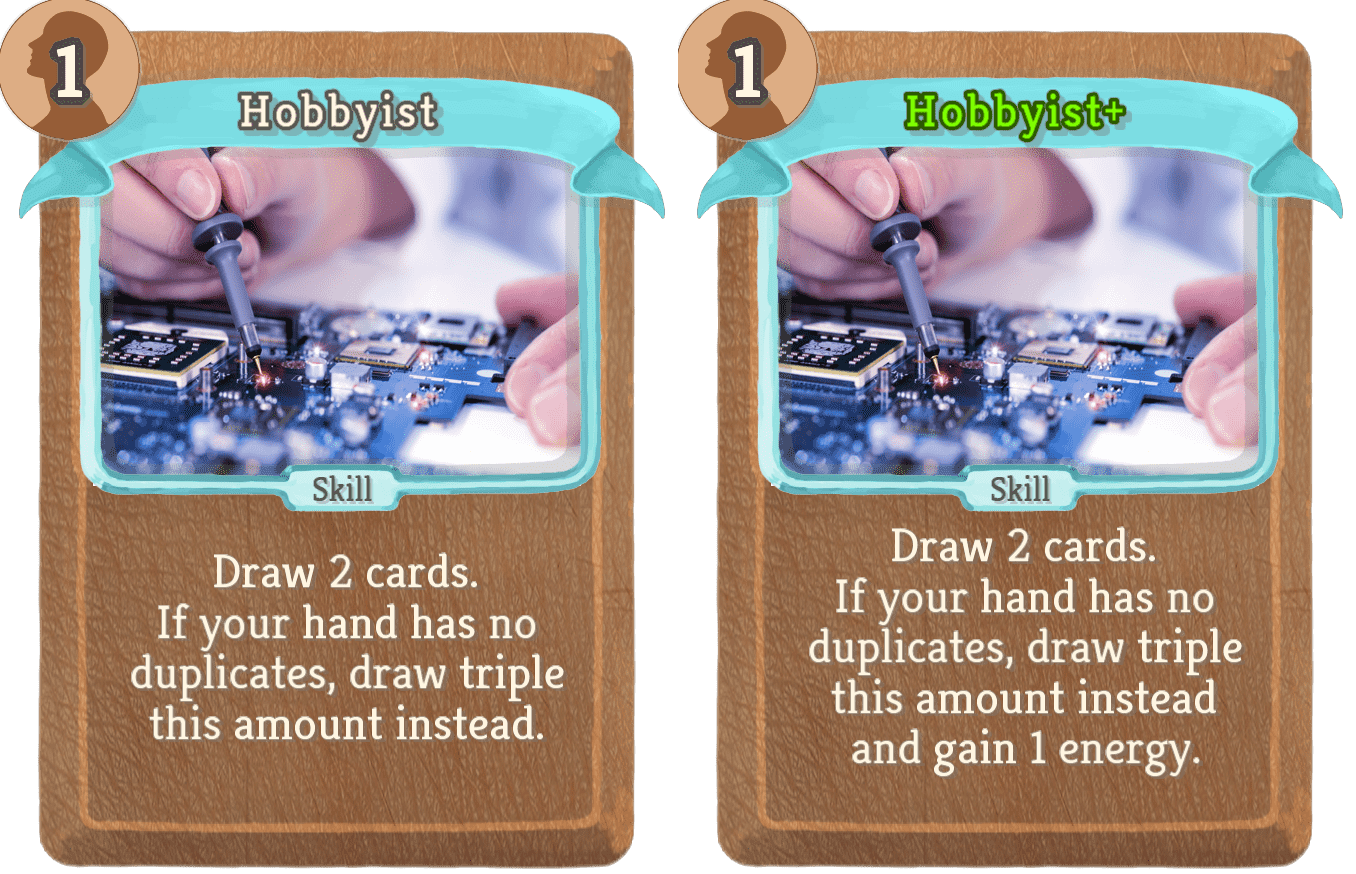 1
Hobbyist
Skill
Draw 2 cards.
If your hand has no
duplicates, draw triple
this amount instead.
1
Hobbyist+
Skill
Draw 2 cards.
If your hand has no
duplicates, draw triple
this amount instead
and gain 1 energy.